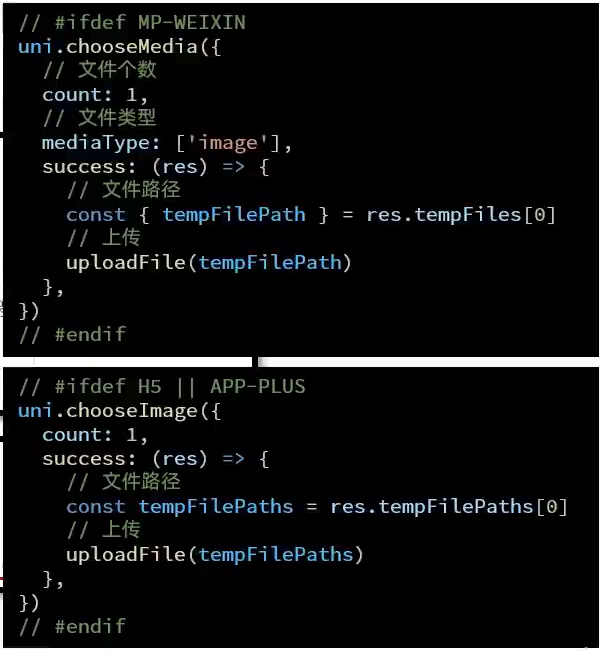 // #ifdef MP-WEIXIN
uni.chooseMedia({
// 文件个数
count: 1,
// 文件类型
mediaType: ['image'],
success: (res) => {
// 文件路径
const { tempFilePath } = res.tempFiles[0]
// 上传
uploadFile(tempFilePath)
},
})
// #endif
// #ifdef H5 || APP-PLUS
uni.chooseImage({
count: 1,
success: (res) => {
// 文件路径
const tempFilePaths = res.tempFilePaths[0]
// 上传
uploadFile(tempFilePaths)
},
})
// #endif